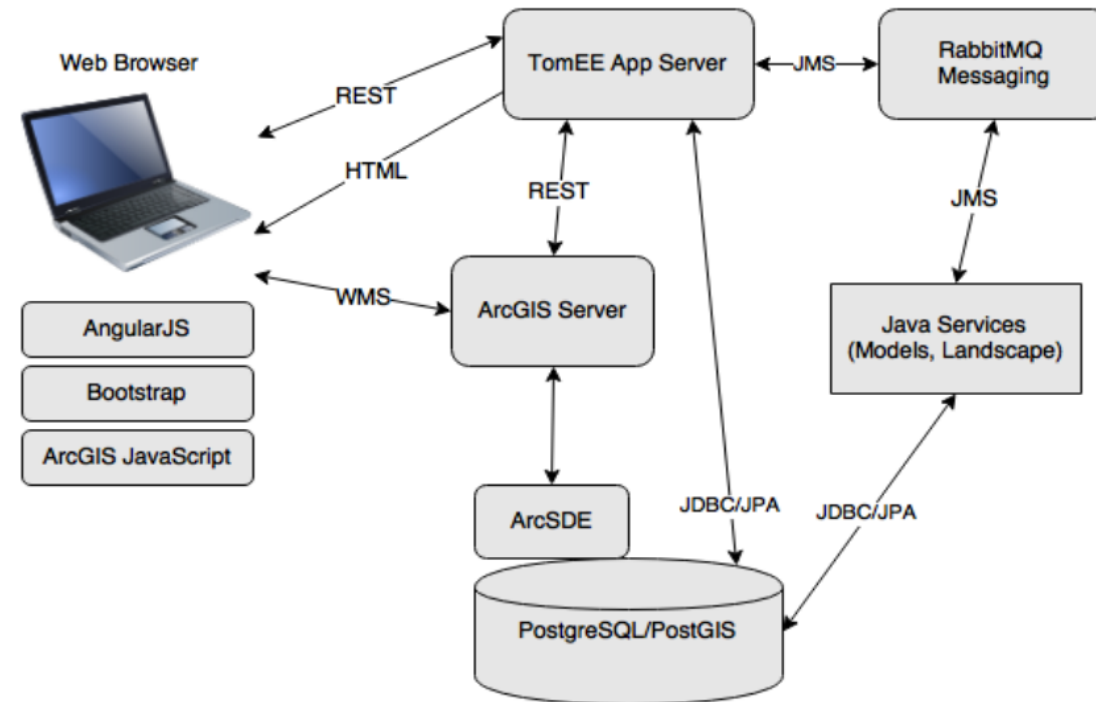 Web Browser
TomEE App Server
RabbitMQ
Messaging
JMS
REST
HTML
REST
JMS
WMS
ArcGIS Server
Java Services
(Models, Landscape)
AngularJS
Bootstrap
ArcGIS JavaScript
ArcSDE
JDBC/JPA
JDBC/JPA
PostgreSQL/PostGIS